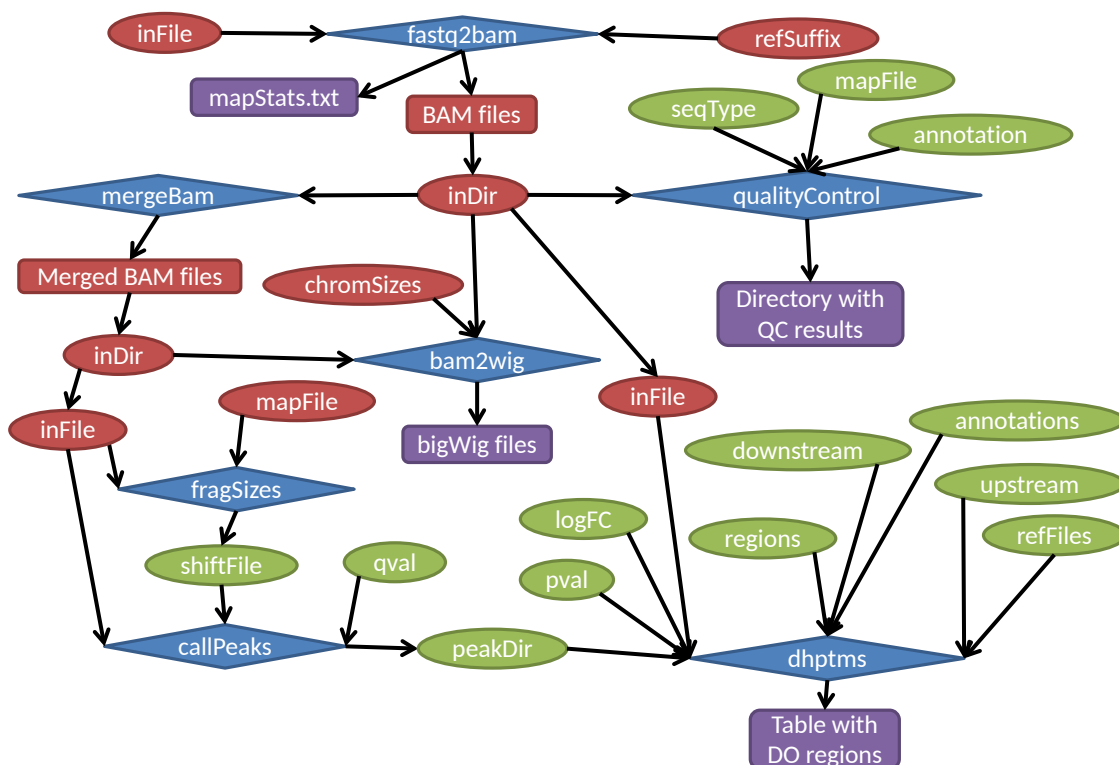 inFile
fastq2bam
refSuffix
mapStats.txt
BAM files
mapFile
seqType
annotation
mergeBam
inDir
qualityControl
Merged BAM files
chromSizes
Directory with
QC results
inDir
bam2wig
mapFile
inFile
inFile
annotations
bigWig files
downstream
fragSizes
upstream
logFC
regions
refFiles
shiftFile
qval
pval
callPeaks
peakDir
dhptms
Table with
DO regions